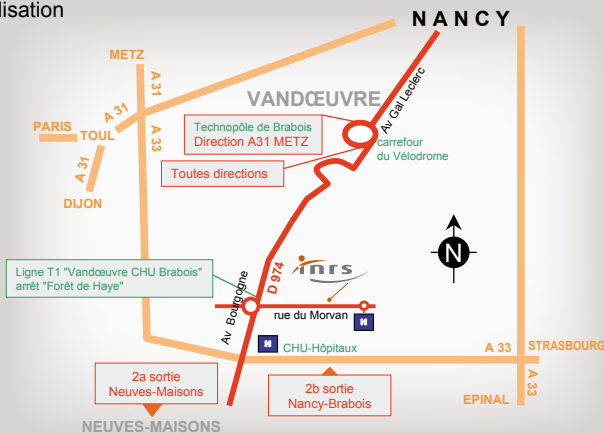 lisation
NANCY
METZ
A 31
A 31
A 33
PARIS
TOUL
A 31
DIJON
VANDŒUVRE
Av Gal Leclerc
Technopôle de Brabois
Direction A31 METZ
carrefour
du Vélodrome
Toutes directions
N
Ligne T1 "Vandœuvre CHU Brabois"
arrêt "Forêt de Haye"
D 974
inrs
Av Bourgogne
rue du Morvan
H
H
CHU-Hôpitaux
A 33
STRASBOURG
A 33
2a sortie
Neuves-Maisons
2b sortie
Nancy-Brabois
EPINAL
NEUVES-MAISONS